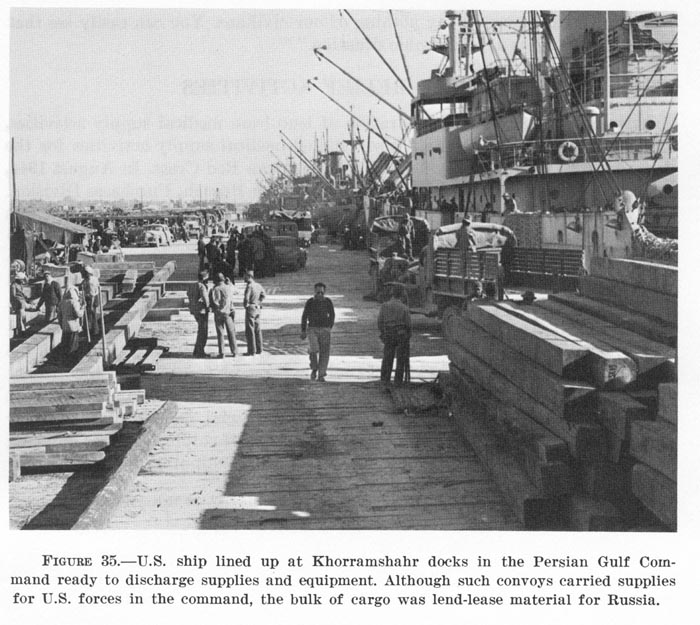 FIGURE 35.—U.S. ship lined up at Khorramshahr docks in the Persian Gulf Com-
mand ready to discharge supplies and equipment. Although such convoys carried supplies
for U.S. forces in the command, the bulk of cargo was lend-lease material for Russia.